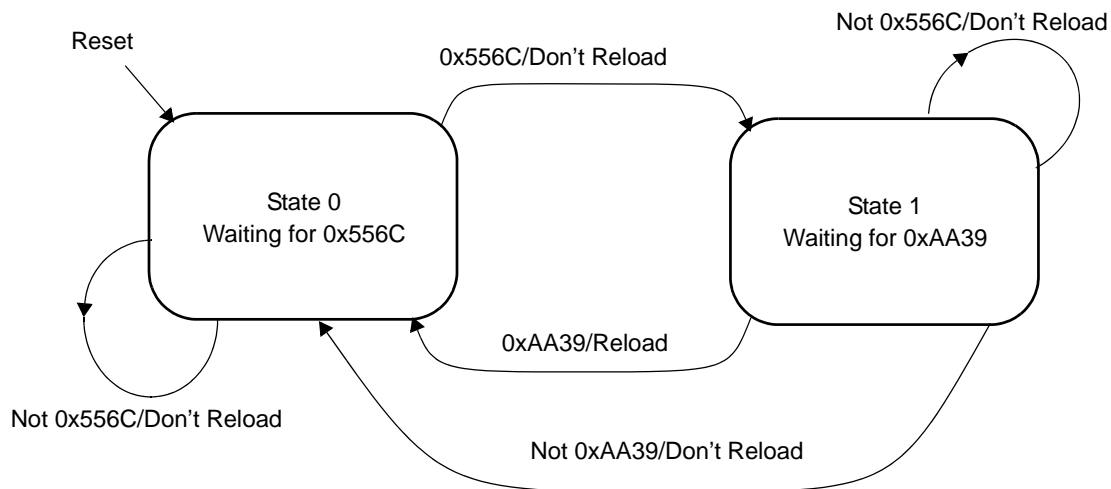 Not 0x556C/Don't Reload
Reset
0x556C/Don't Reload
State 0
Waiting for 0x556C
State 1
Waiting for 0xAA39
0xAA39/Reload
Not 0x556C/Don't Reload
Not 0xAA39/Don't Reload